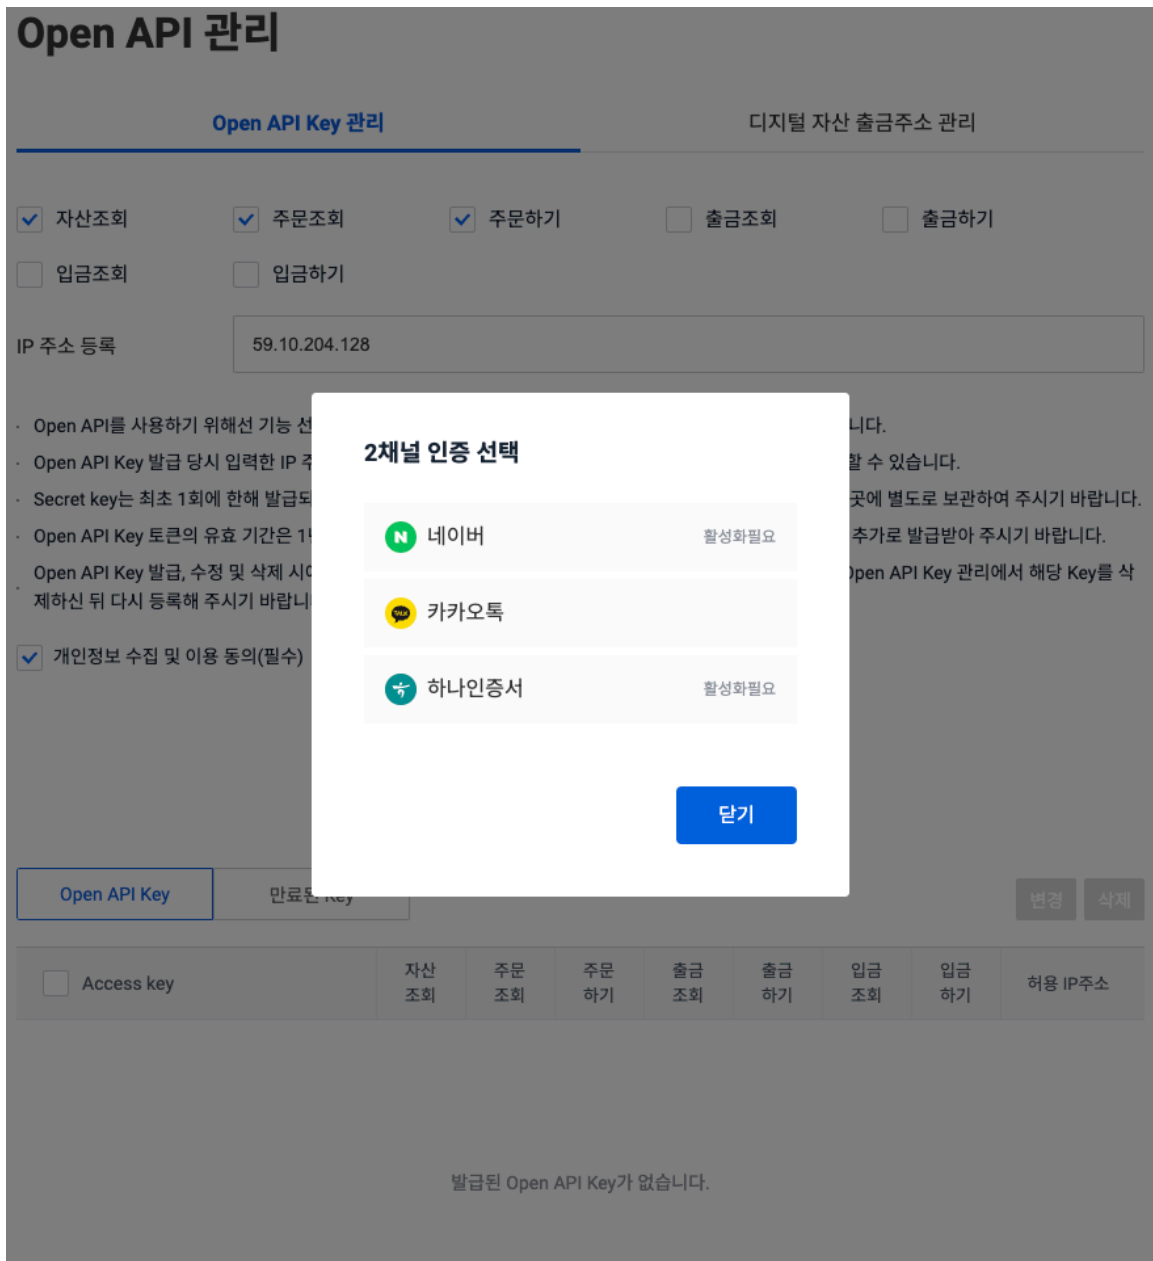 Open API 관리
Open API Key 관리
디지털 자산 출금주소 관리
자산조회
주문조회
주문하기
출금조회
출금하기
입금조회
입금하기
IP 주소 등록
59.10.204.128
· Open API를 사용하기 위해선 기능 선
니다.
· Open API Key 발급 당시 입력한 IP 주
할 수 있습니다.
· Secret key는 최초 1회에 한해 발급되
곳에 별도로 보관하여 주시기 바랍니다.
· Open API Key 토큰의 유효 기간은 1년
추가로 발급받아 주시기 바랍니다.
· Open API Key 발급, 수정 및 삭제 시에
Open API Key 관리에서 해당 Key를 삭
제하신 뒤 다시 등록해 주시기 바랍니
개인정보 수집 및 이용 동의(필수)
2채널 인증 선택
네이버
활성화필요
TALK
카카오톡
하나인증서
활성화필요
닫기
Open API Key
만료된 Key
변경
삭제
Access key
자산
조회
주문
조회
주문
하기
출금
조회
출금
하기
입금
조회
입금
하기
허용 IP주소
발급된 Open API Key가 없습니다.